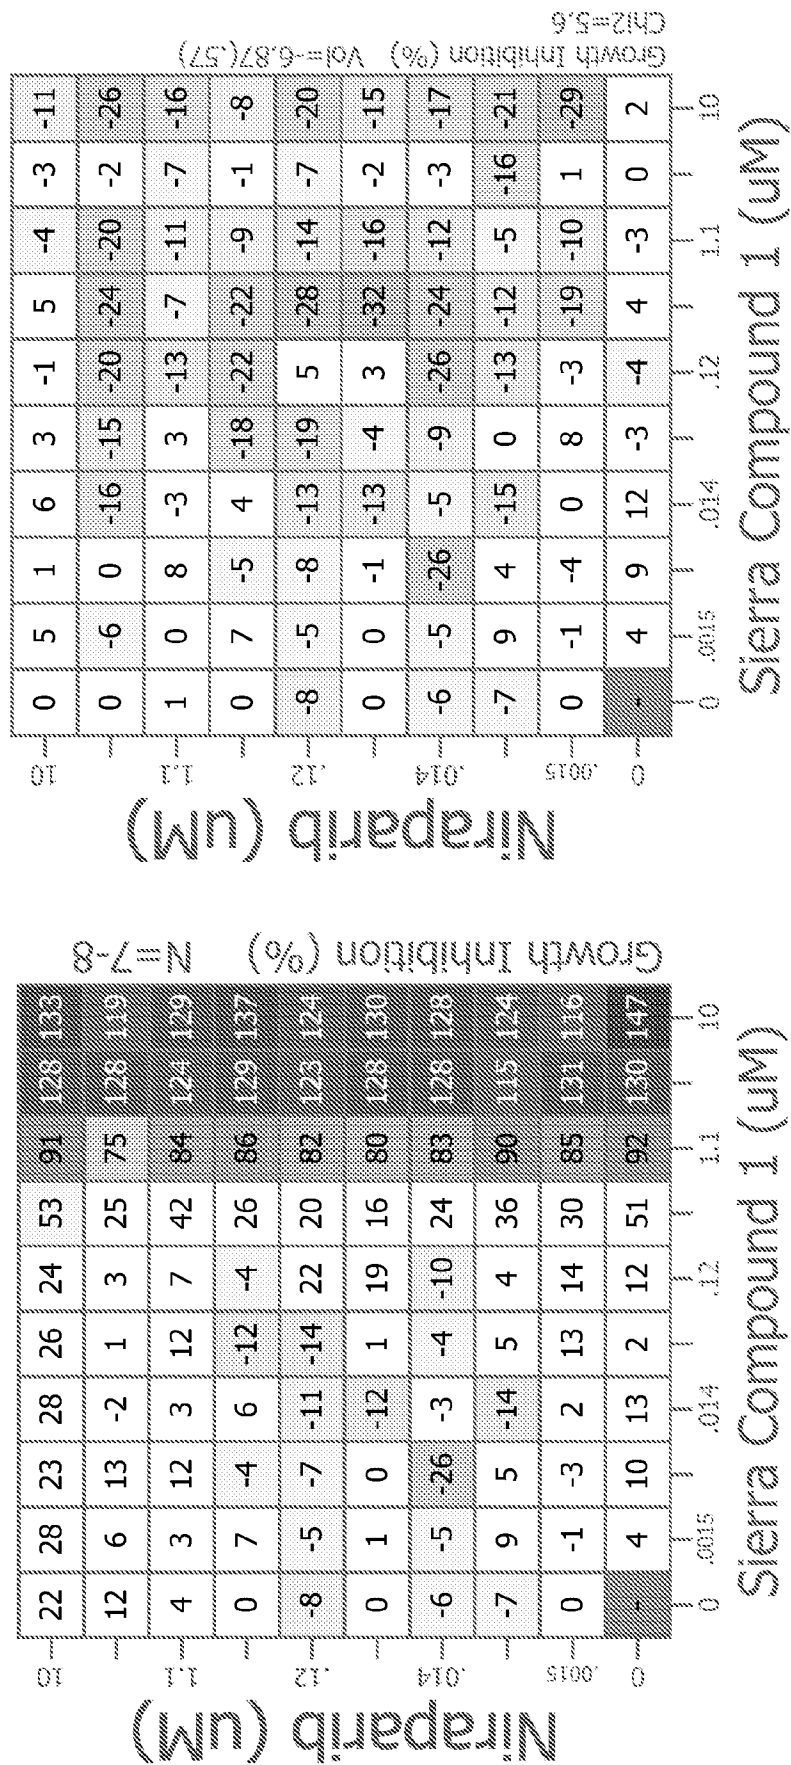 Niraparib (uM)
10 22 28 23 28 26 24 53 91 128 133
12 6 13 -2 1 3 25 75 128 119
1.1 4 3 12 3 12 7 42 84 124 129
0 7 -4 6 -12 -4 26 86 129 137
.12 -8 -5 -7 -11 -14 22 20 82 123 124
0 1 0 -12 1 19 16 80 128 130
.014 -6 -5 -26 -3 -4 -10 24 83 128 128
-7 9 5 -14 5 4 36 90 115 124
.0015 0 -1 -3 2 13 14 30 85 131 116
0 - 4 10 13 2 12 51 92 130 147
0 .0015 .014 .12 1.1 10
Sierra Compound 1 (uM)
Growth Inhibition (%) N=7-8
Niraparib (uM)
10 0 5 1 6 3 -1 5 -4 -3 -11
0 -6 0 -16 -15 -20 -24 -20 -2 -26
1.1 1 0 8 -3 3 -13 -7 -11 -7 -16
0 7 -5 4 -18 -22 -22 -9 -1 -8
.12 -8 -5 -8 -13 -19 5 -28 -14 -7 -20
0 0 -1 -13 -4 3 -32 -16 -2 -15
.014 -6 -5 -26 -5 -9 -26 -24 -12 -3 -17
-7 9 4 -15 0 -13 -12 -5 -16 -21
.0015 0 -1 -4 0 8 -3 -19 -10 1 -29
0 - 4 9 12 -3 -4 4 -3 0 2
0 .0015 .014 .12 1.1 10
Sierra Compound 1 (uM)
Growth Inhibition (%) Vol=-6.87(.57)
Chi2=5.6